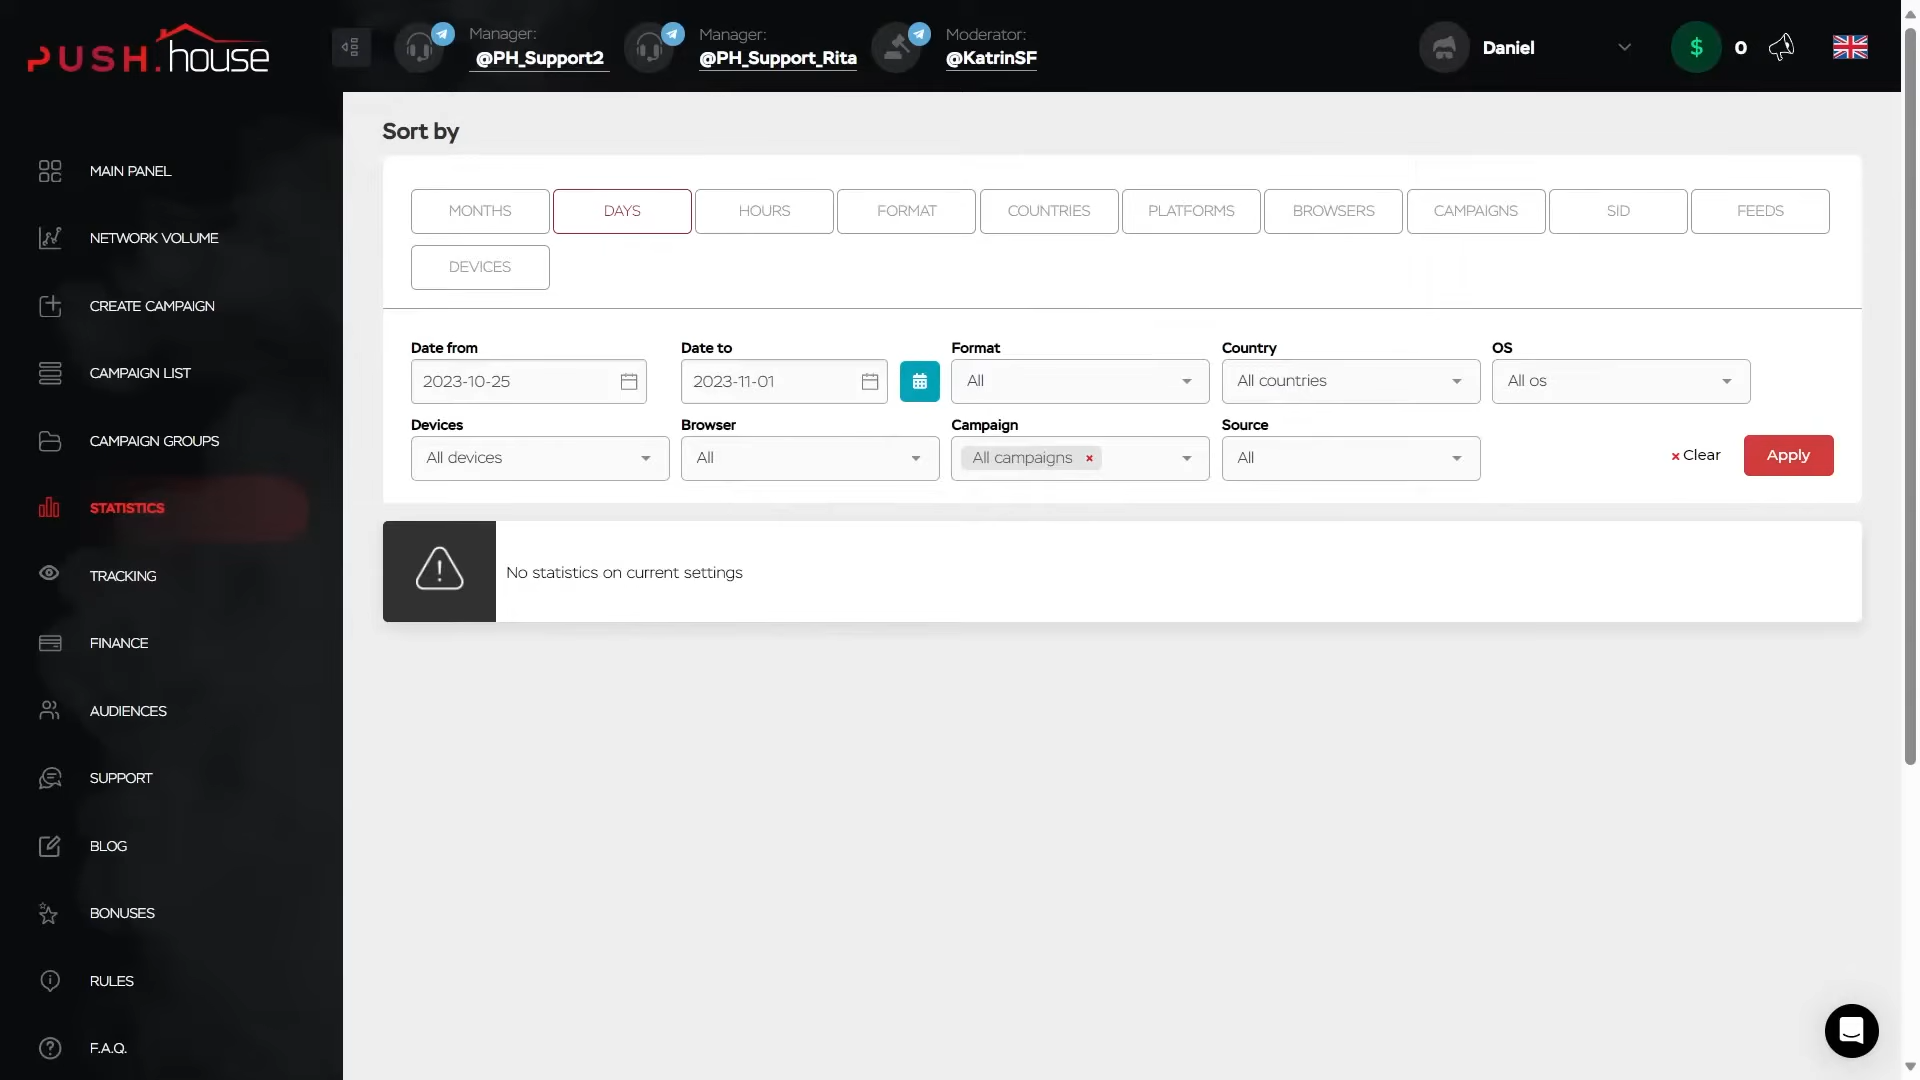 PUSH.house
Manager:
@PH_Support2
Manager:
@PH_Support_Rita
Moderator:
@KatrinSF
Daniel
$
0
MAIN PANEL
NETWORK VOLUME
CREATE CAMPAIGN
CAMPAIGN LIST
CAMPAIGN GROUPS
STATISTICS
TRACKING
FINANCE
AUDIENCES
SUPPORT
BLOG
BONUSES
RULES
F.A.Q.
Sort by
MONTHS
DAYS
HOURS
FORMAT
COUNTRIES
PLATFORMS
BROWSERS
CAMPAIGNS
SID
FEEDS
DEVICES
Date from
2023-10-25
Date to
2023-11-01
Format
All
Country
All countries
OS
All os
Devices
All devices
Browser
All
Campaign
All campaigns ×
Source
All
× Clear
Apply
No statistics on current settings